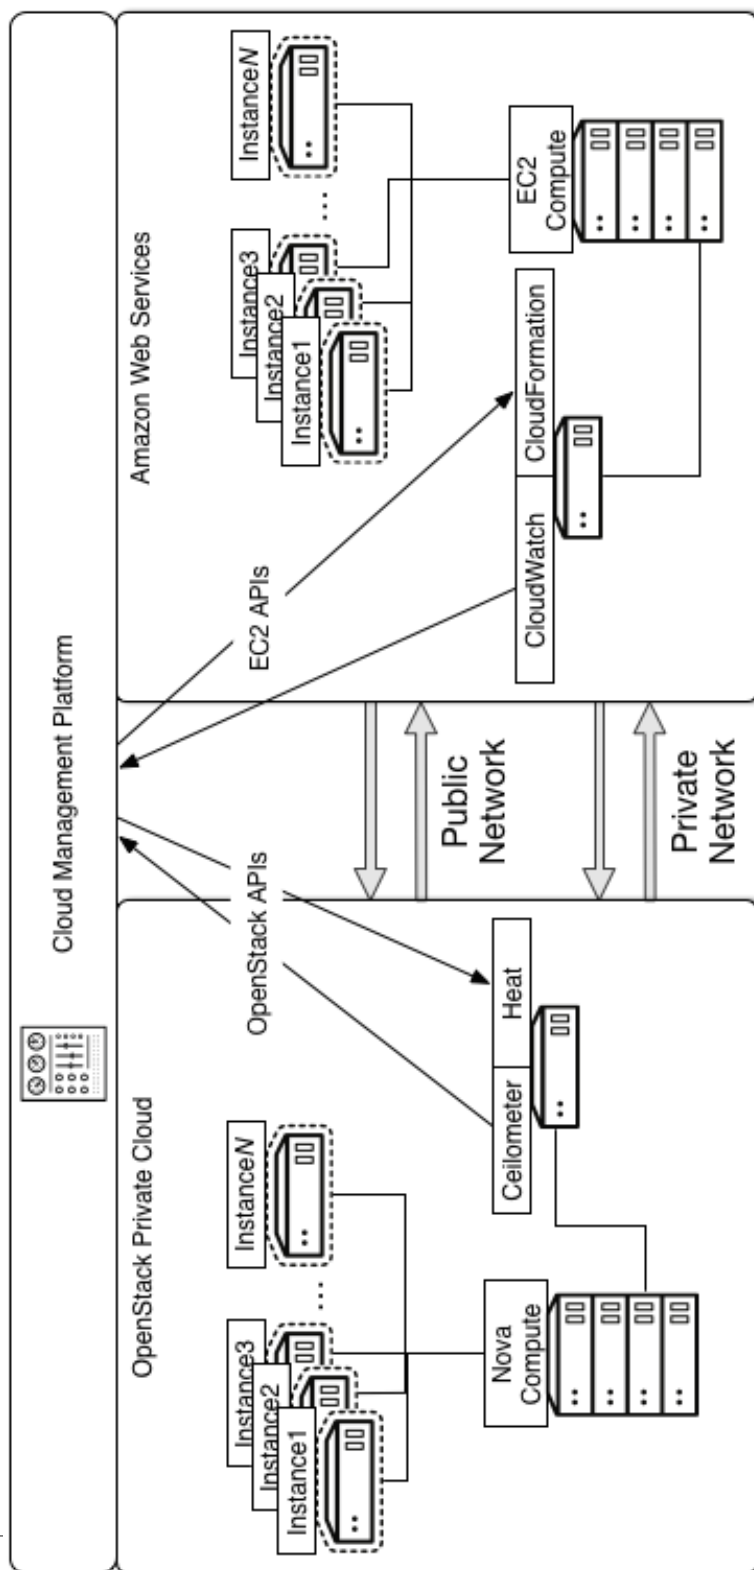 Cloud Management Platform
OpenStack Private Cloud
Instance1
Instance2
Instance3
...
InstanceN
Nova
Compute
Ceilometer
Heat
OpenStack APIs
Public
Network
Private
Network
EC2 APIs
Amazon Web Services
Instance1
Instance2
Instance3
...
InstanceN
CloudWatch
CloudFormation
EC2
Compute